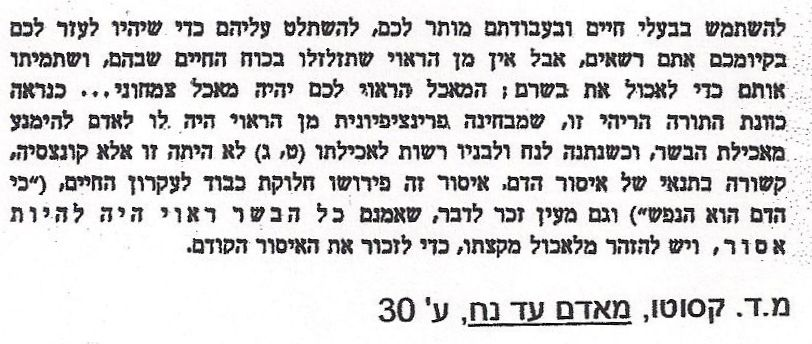 להשתמש בבעלי חיים ובעבודתם מותר לכם, להשתלט עליהם כדי שיהיו לעזר לכם
בקיומכם אתם רשאים, אבל אין מן הראוי שתזלזלו בכוח החיים שבהם, ושתמיתו
אותם כדי לאכול את בשרם; המאכל הראוי לכם יהיה מאכל צמחוני... כנראה
כוונת התורה הריהי זו, שמבחינה פרינציפיונית מן הראוי היה לו לאדם להימנע
מאכילת הבשר, וכשנתנה לנח ולבניו רשות לאכילתו (ט, ג) לא היתה זו אלא קונצסיה,
קשורה בתנאי של איסור הדם. איסור זה פירושו חלוקת כבוד לעקרון החיים, ("כי
הדם הוא הנפש") וגם מעין זכר לדבר, שאמנם כל הבשר ראוי היה להיות
אסור, ויש להזהר מלאכול מקצתו, כדי לזכור את האיסור הקודם.
מ.ד. קסוטו, מאדם עד נח, ע' 30